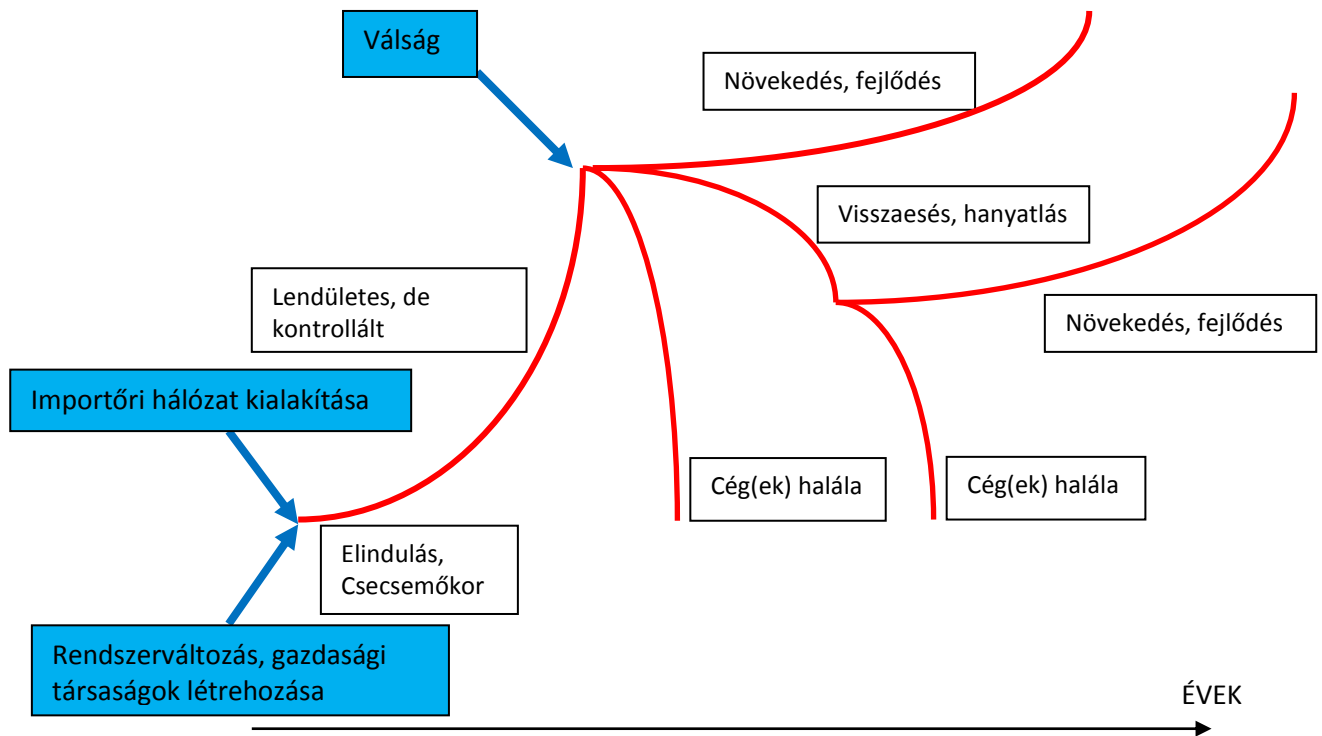 Válság
Növekedés, fejlődés
Visszaesés, hanyatlás
Lendületes, de
kontrollált
Növekedés, fejlődés
Importőri hálózat kialakítása
Cég(ek) halála
Cég(ek) halála
Elindulás,
Csecsemőkor
Rendszerváltozás, gazdasági
társaságok létrehozása
ÉVEK